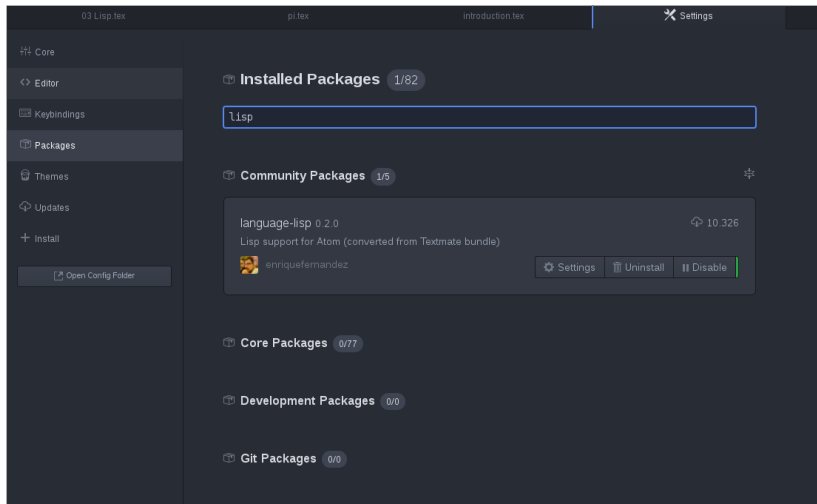 03 Lisp.tex
pl.tex
introduction.tex
Settings
Core
Editor
Keybindings
Packages
Themes
Updates
Install
Open Config Folder
Installed Packages 1/82
lisp
Community Packages 1/5
language-lisp 0.2.0
10.326
Lisp support for Atom (converted from Textmate bundle)
enriquefernandez
Settings
Uninstall
Disable
Core Packages 0/77
Development Packages 0/0
Git Packages 0/0